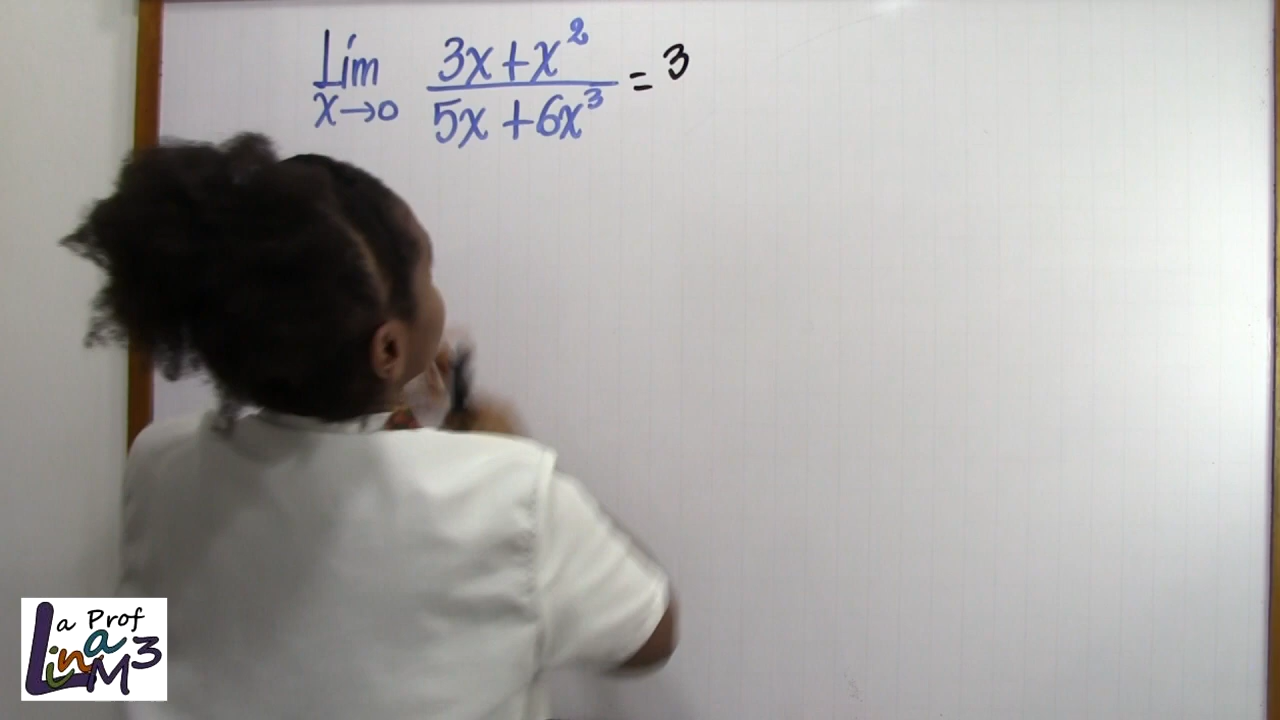 Lím 3x+x² = 3
x→0 5x+6x³
La Prof
Lina
M3